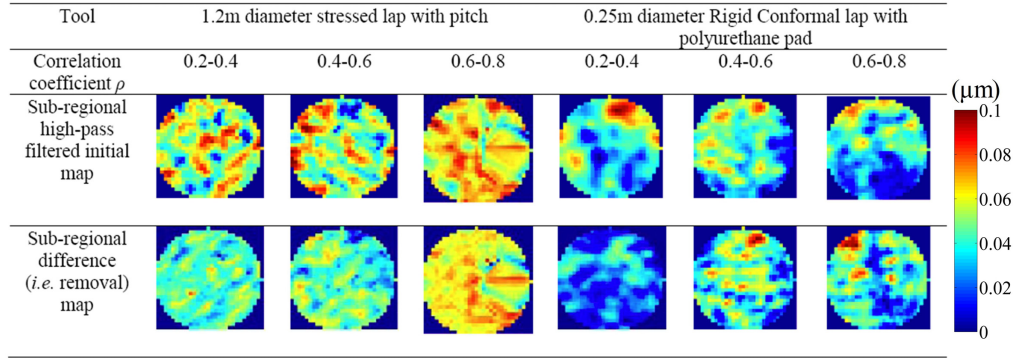 Tool 1.2m diameter stressed lap with pitch 0.25m diameter Rigid Conformal lap with
polyurethane pad
Correlation
coefficient ρ 0.2-0.4 0.4-0.6 0.6-0.8 0.2-0.4 0.4-0.6 0.6-0.8
Sub-regional
high-pass
filtered initial
map
Sub-regional
difference
(i.e. removal)
map
(μm)
0.1
0.08
0.06
0.04
0.02
0